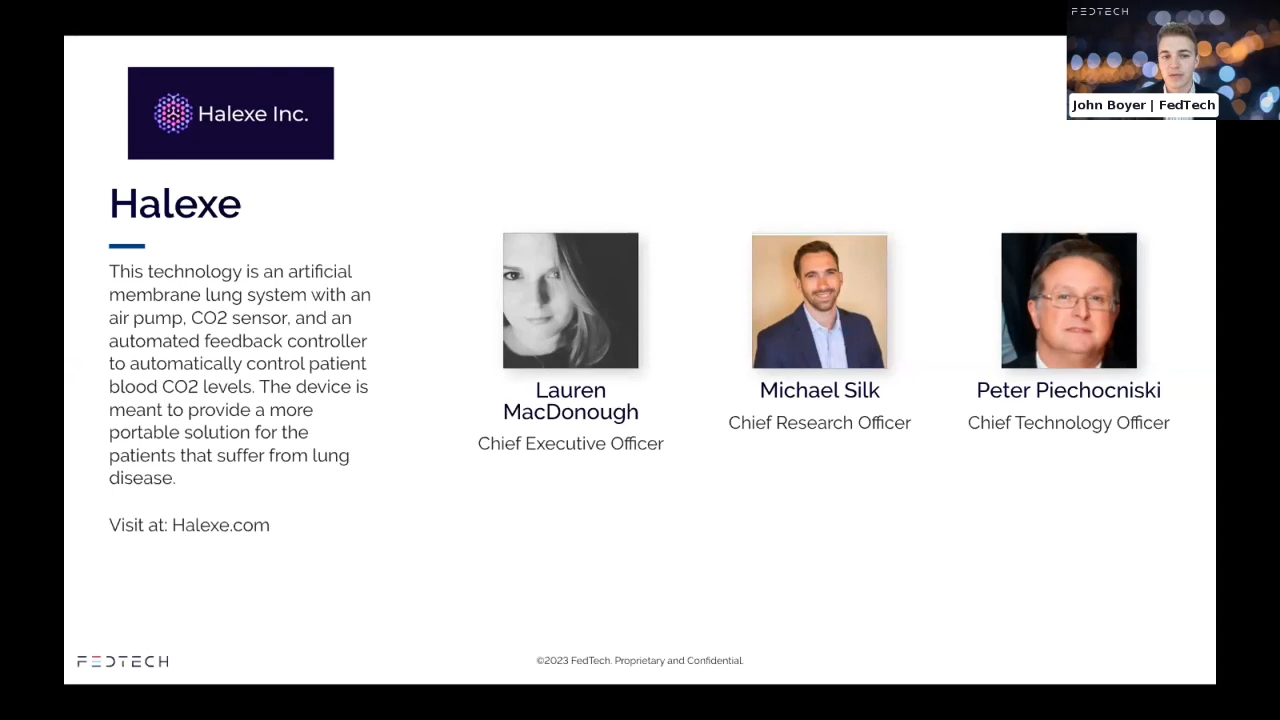 FEDTECH
John Boyer | FedTech
Halexe Inc.
Halexe
This technology is an artificial
membrane lung system with an
air pump, CO2 sensor, and an
automated feedback controller
to automatically control patient
blood CO2 levels. The device is
meant to provide a more
portable solution for the
patients that suffer from lung
disease.
Visit at: Halexe.com
Lauren
MacDonough
Chief Executive Officer
Michael Silk
Chief Research Officer
Peter Piechocniski
Chief Technology Officer
FEDTECH
©2023 FedTech. Proprietary and Confidential.